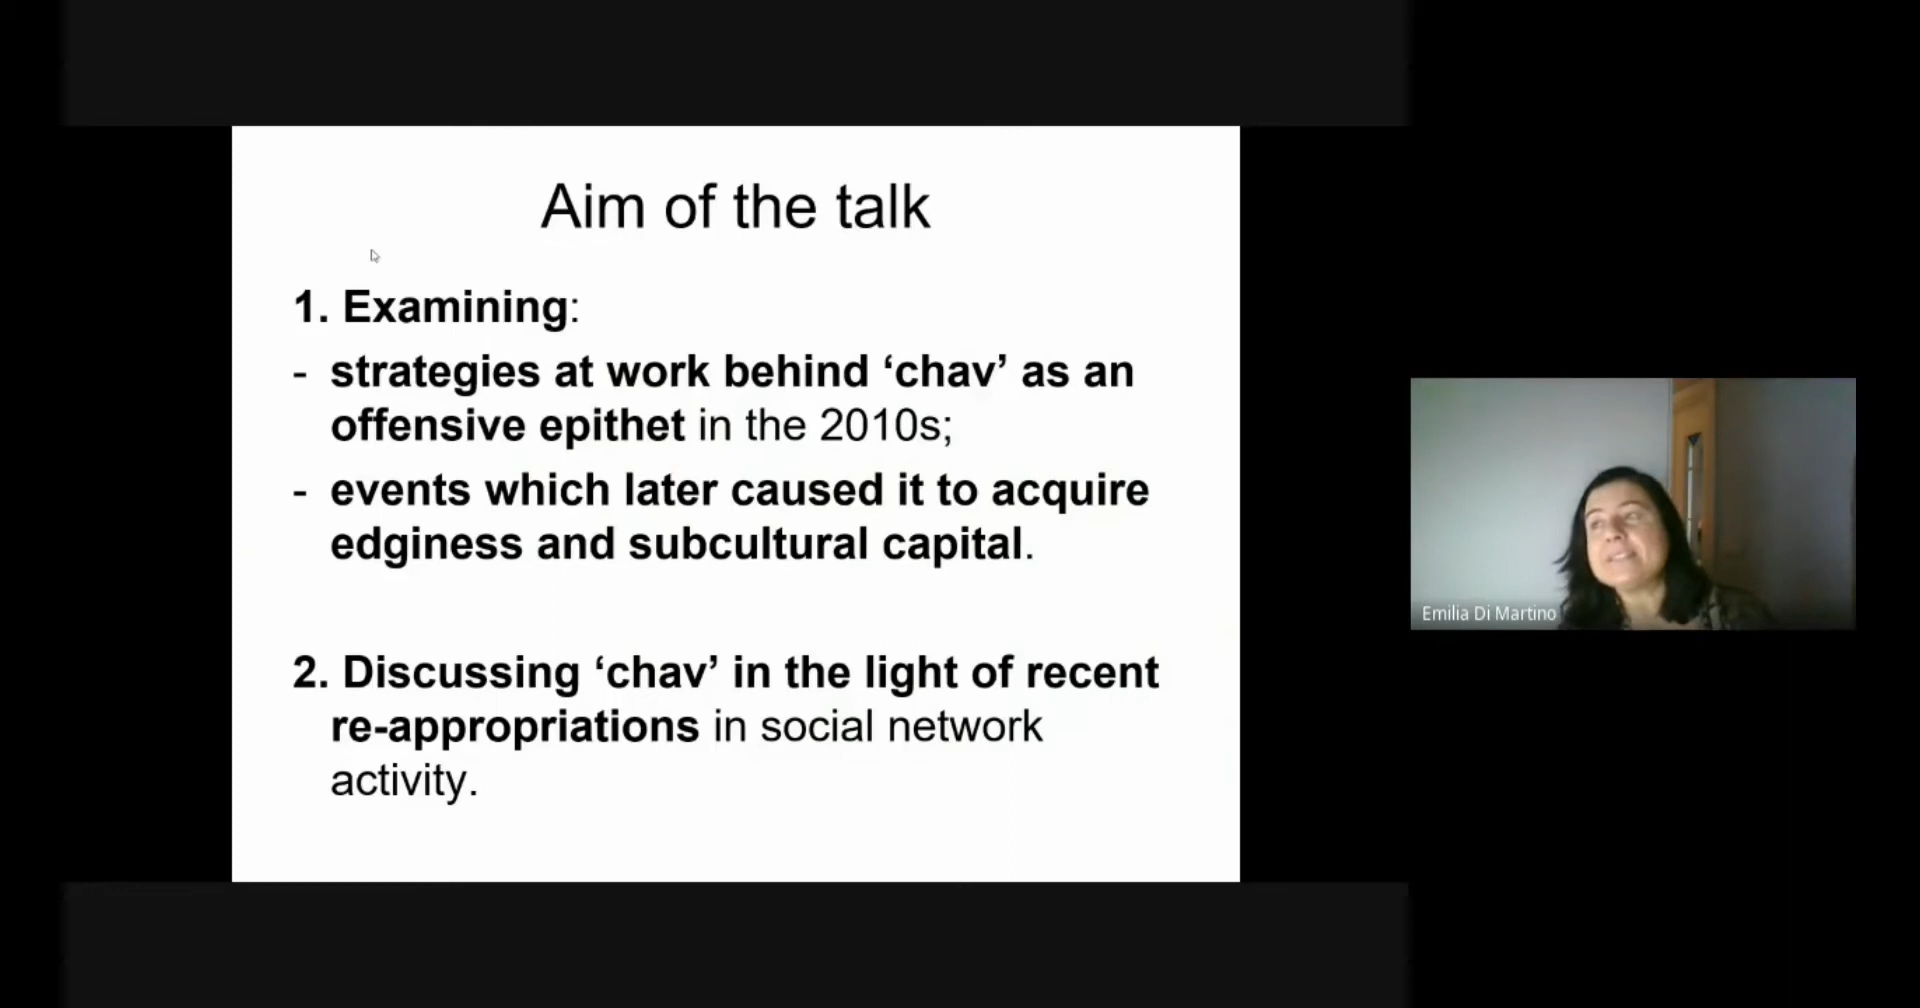 Aim of the talk
1. Examining:
- strategies at work behind ‘chav’ as an
offensive epithet in the 2010s;
- events which later caused it to acquire
edginess and subcultural capital.
2. Discussing ‘chav’ in the light of recent
re-appropriations in social network
activity.
Emilia Di Martino